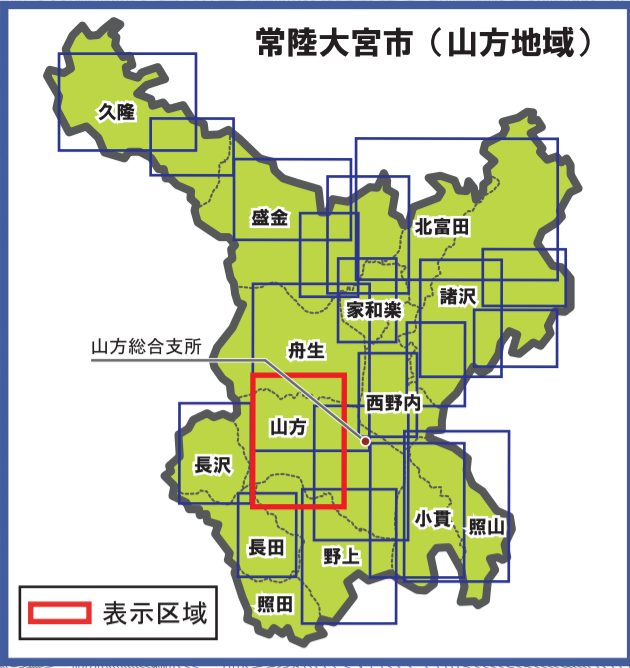 常陸大宮市（山方地域）
久隆
盛金
北富田
諸沢
家和楽
山方総合支所
舟生
西野内
山方
長沢
小貫
照山
長田
野上
照田
表示区域